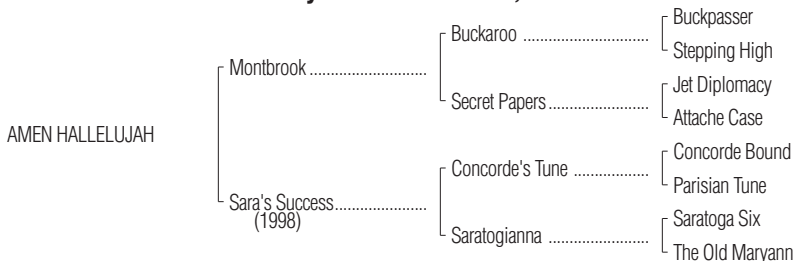 AMEN HALLELUJAH
Montbrook
Sara's Success
(1998)
Buckaroo
Secret Papers
Concorde's Tune
Saratogianna
Buckpasser
Stepping High
Jet Diplomacy
Attache Case
Concorde Bound
Parisian Tune
Saratoga Six
The Old Maryann